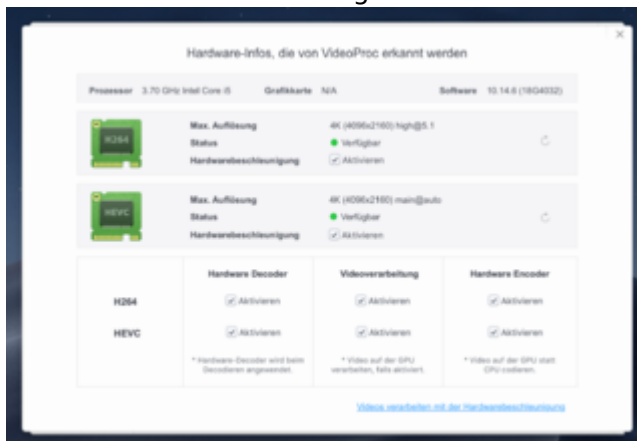 Hardware-Infos, die von VideoProc erkannt werden
Prozessor 3.70 GHz Intel Core i5 Grafikkarte N/A Software 10.14.6 (18G4032)
H264
Max. Auflösung 4K (4096x2160) high@5.1
Status Verfügbar
Hardwarebeschleunigung Aktivieren
HEVC
Max. Auflösung 4K (4096x2160) main@auto
Status Verfügbar
Hardwarebeschleunigung Aktivieren
Hardware Decoder Videoverarbeitung Hardware Encoder
H264 Aktivieren Aktivieren Aktivieren
HEVC Aktivieren Aktivieren Aktivieren
* Hardware-Decoder wird beim * Video auf der GPU * Video auf der GPU statt
Decodieren angewendet. verarbeiten, falls aktiviert. CPU codieren.
Videos verarbeiten mit der Hardwarebeschleunigung